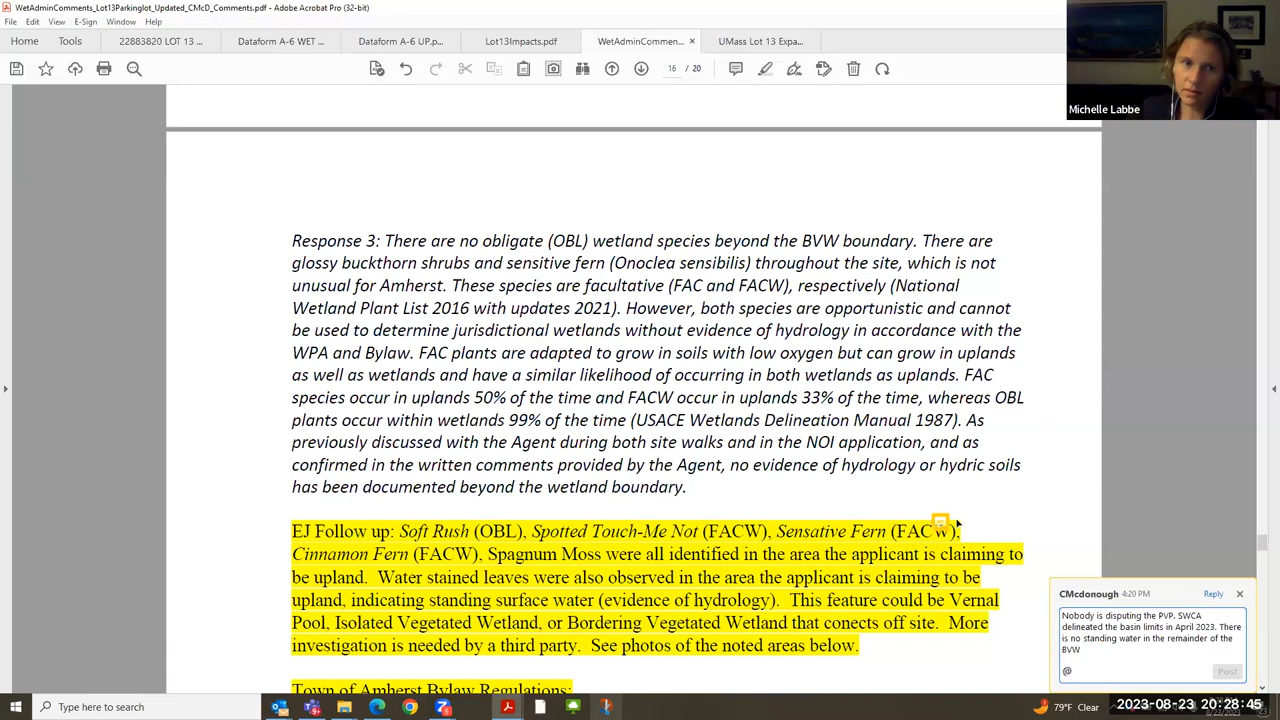 WetAdminComments_Lot13Parkinglot_Updated_CMcD_Comments.pdf - Adobe Acrobat Pro (32-bit)
File Edit View E-Sign Window Help
Home Tools 22883820 LOT 13 ... Dataform A-6 WET ... Dataform A-6 UP.p... Lot13Impacts.pdf WetAdminCommen... × UMass Lot 13 Expa...
16 / 20
Michelle Labbe
Response 3: There are no obligate (OBL) wetland species beyond the BVW boundary. There are
glossy buckthorn shrubs and sensitive fern (Onoclea sensibilis) throughout the site, which is not
unusual for Amherst. These species are facultative (FAC and FACW), respectively (National
Wetland Plant List 2016 with updates 2021). However, both species are opportunistic and cannot
be used to determine jurisdictional wetlands without evidence of hydrology in accordance with the
WPA and Bylaw. FAC plants are adapted to grow in soils with low oxygen but can grow in uplands
as well as wetlands and have a similar likelihood of occurring in both wetlands as uplands. FAC
species occur in uplands 50% of the time and FACW occur in uplands 33% of the time, whereas OBL
plants occur within wetlands 99% of the time (USACE Wetlands Delineation Manual 1987). As
previously discussed with the Agent during both site walks and in the NOI application, and as
confirmed in the written comments provided by the Agent, no evidence of hydrology or hydric soils
has been documented beyond the wetland boundary.
EJ Follow up: Soft Rush (OBL), Spotted Touch-Me Not (FACW), Sensative Fern (FACW),
Cinnamon Fern (FACW), Spagnum Moss were all identified in the area the applicant is claiming to
be upland. Water stained leaves were also observed in the area the applicant is claiming to be
upland, indicating standing surface water (evidence of hydrology). This feature could be Vernal
Pool, Isolated Vegetated Wetland, or Bordering Vegetated Wetland that conects off site. More
investigation is needed by a third party. See photos of the noted areas below.
Town of Amherst Bylaw Regulations:
CMcdonough 4:20 PM Reply ×
Nobody is disputing the PVP. SWCA
delineated the basin limits in April 2023. There
is no standing water in the remainder of the
BVW
@ Post
Type here to search
79°F Clear
2023-08-23 20:28:45